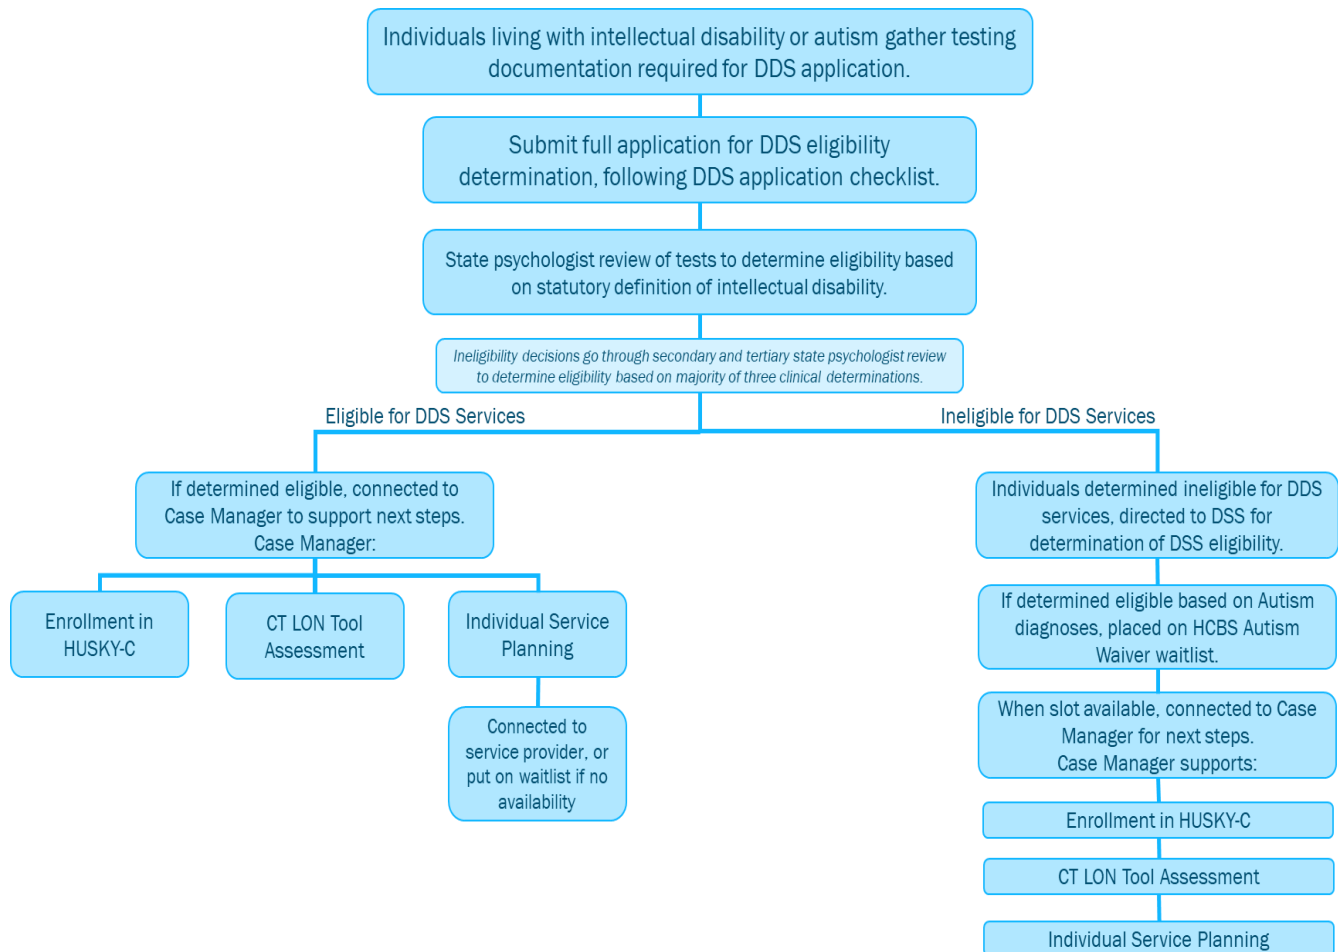 Individuals living with intellectual disability or autism gather testing
documentation required for DDS application.
Submit full application for DDS eligibility
determination, following DDS application checklist.
State psychologist review of tests to determine eligibility based
on statutory definition of intellectual disability.
Ineligibility decisions go through secondary and tertiary state psychologist review
to determine eligibility based on majority of three clinical determinations.
Eligible for DDS Services
Ineligible for DDS Services
If determined eligible, connected to
Case Manager to support next steps.
Case Manager:
Enrollment in
HUSKY-C
CT LON Tool
Assessment
Individual Service
Planning
Connected to
service provider, or
put on waitlist if no
availability
Individuals determined ineligible for DDS
services, directed to DSS for
determination of DSS eligibility.
If determined eligible based on Autism
diagnoses, placed on HCBS Autism
Waiver waitlist.
When slot available, connected to Case
Manager for next steps.
Case Manager supports:
Enrollment in HUSKY-C
CT LON Tool Assessment
Individual Service Planning